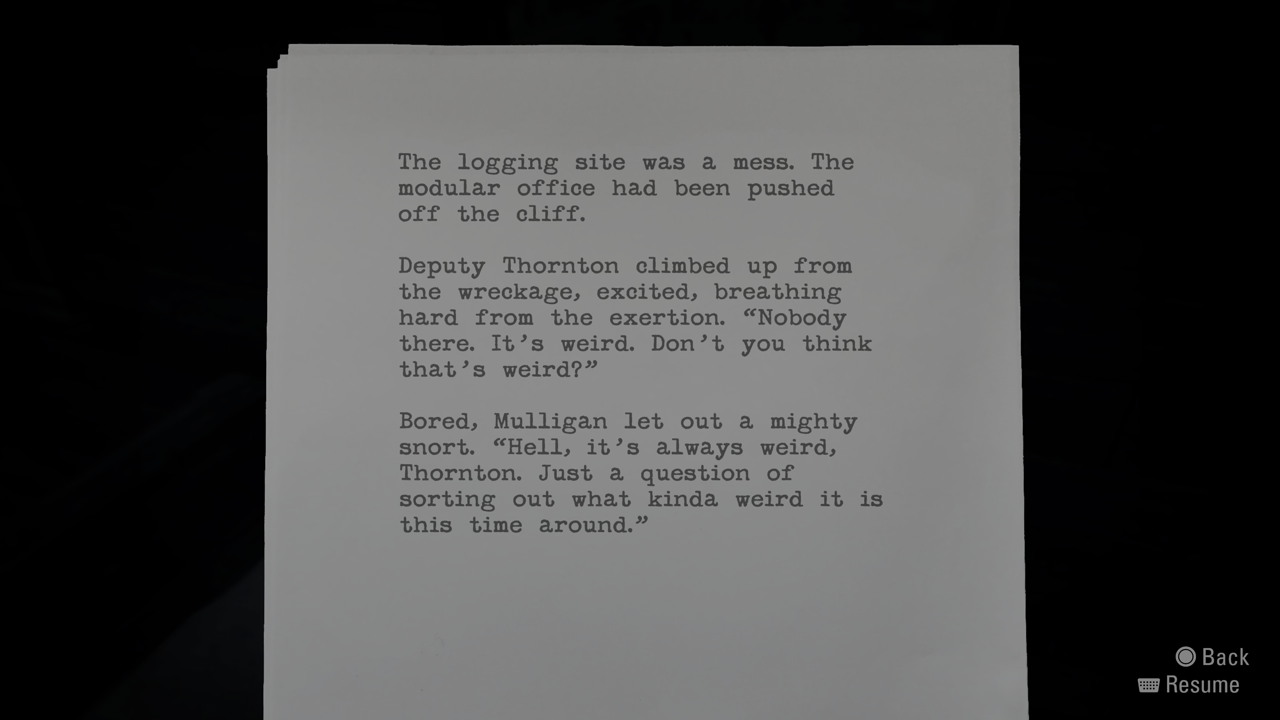 The logging site was a mess. The
modular office had been pushed
off the cliff.
Deputy Thornton climbed up from
the wreckage, excited, breathing
hard from the exertion. “Nobody
there. It’s weird. Don’t you think
that’s weird?”
Bored, Mulligan let out a mighty
snort. “Hell, it’s always weird,
Thornton. Just a question of
sorting out what kinda weird it is
this time around.”
Back
Resume